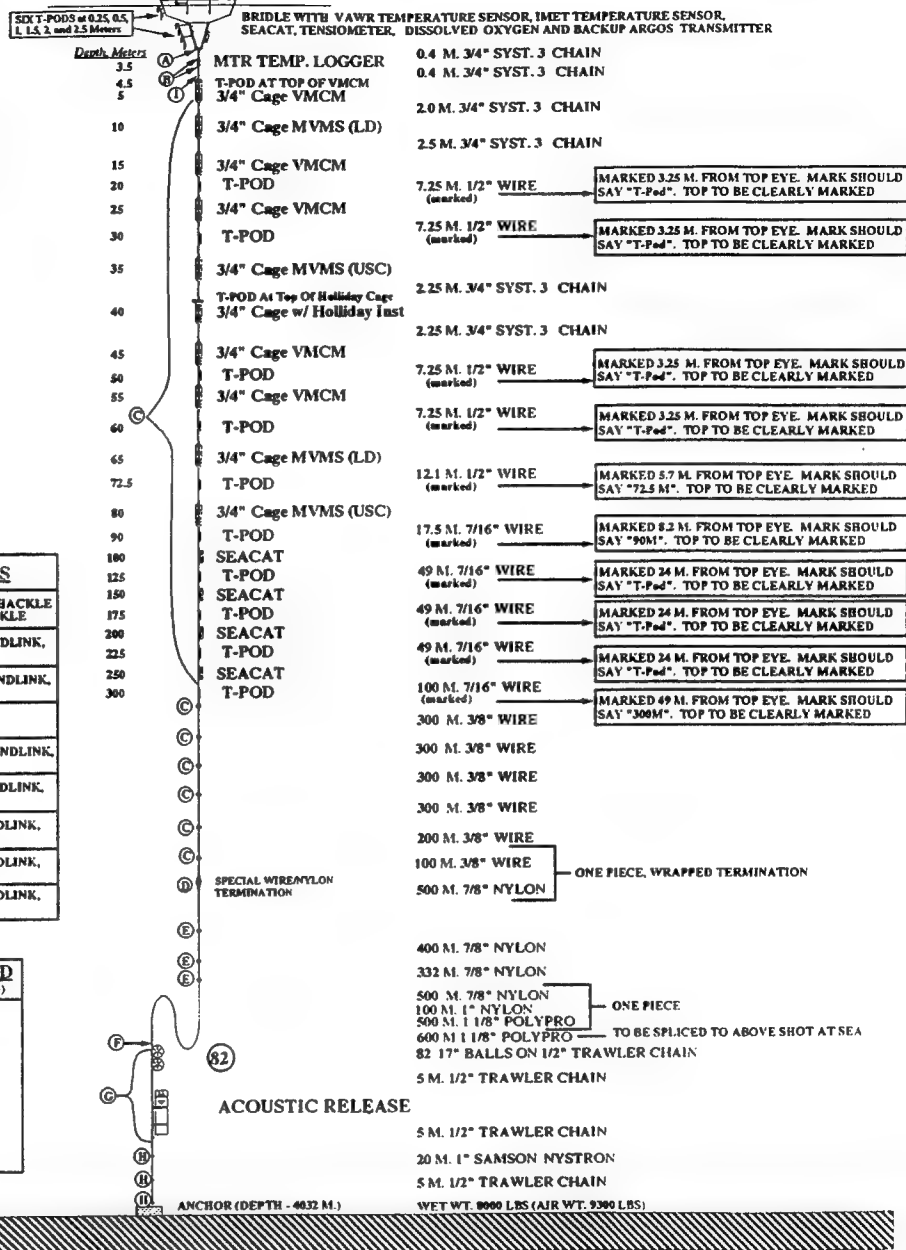 SIX T-PODS at 0.25, 0.5,
1, 1.5, 2, and 2.5 Meters
BRIDLE WITH VAWR TEMPERATURE SENSOR, IMET TEMPERATURE SENSOR,
SEACAT, TENSIOMETER, DISSOLVED OXYGEN AND BACKUP ARGOS TRANSMITTER
Depth, Meters
A
0.4 M. 3/4" SYST. 3 CHAIN
3.5 B MTR TEMP. LOGGER
0.4 M. 3/4" SYST. 3 CHAIN
4.5 T-POD AT TOP OF VMCM
5 I 3/4" Cage VMCM
2.0 M. 3/4" SYST. 3 CHAIN
10 3/4" Cage MVMS (LD)
2.5 M. 3/4" SYST. 3 CHAIN
15 3/4" Cage VMCM
20 T-POD 7.25 M. 1/2" WIRE
(marked)
MARKED 3.25 M. FROM TOP EYE. MARK SHOULD
SAY "T-Pod". TOP TO BE CLEARLY MARKED
25 3/4" Cage VMCM
30 T-POD 7.25 M. 1/2" WIRE
(marked)
MARKED 3.25 M. FROM TOP EYE. MARK SHOULD
SAY "T-Pod". TOP TO BE CLEARLY MARKED
35 3/4" Cage MVMS (USC)
2.25 M. 3/4" SYST. 3 CHAIN
T-POD At Top Of Holliday Cage
40 3/4" Cage w/ Holliday Inst
2.25 M. 3/4" SYST. 3 CHAIN
45 3/4" Cage VMCM
50 T-POD 7.25 M. 1/2" WIRE
(marked)
MARKED 3.25 M. FROM TOP EYE. MARK SHOULD
SAY "T-Pod". TOP TO BE CLEARLY MARKED
55 3/4" Cage VMCM
C
60 T-POD 7.25 M. 1/2" WIRE
(marked)
MARKED 3.25 M. FROM TOP EYE. MARK SHOULD
SAY "T-Pod". TOP TO BE CLEARLY MARKED
65 3/4" Cage MVMS (LD)
72.5 T-POD 12.1 M. 1/2" WIRE
(marked)
MARKED 5.7 M. FROM TOP EYE. MARK SHOULD
SAY "72.5 M". TOP TO BE CLEARLY MARKED
80 3/4" Cage MVMS (USC)
90 T-POD 17.5 M. 7/16" WIRE
(marked)
MARKED 8.2 M. FROM TOP EYE. MARK SHOULD
SAY "90M". TOP TO BE CLEARLY MARKED
100 SEACAT
125 T-POD 49 M. 7/16" WIRE
(marked)
MARKED 24 M. FROM TOP EYE. MARK SHOULD
SAY "T-Pod". TOP TO BE CLEARLY MARKED
150 SEACAT
175 T-POD 49 M. 7/16" WIRE
(marked)
MARKED 24 M. FROM TOP EYE. MARK SHOULD
SAY "T-Pod". TOP TO BE CLEARLY MARKED
200 SEACAT
225 T-POD 49 M. 7/16" WIRE
(marked)
MARKED 24 M. FROM TOP EYE. MARK SHOULD
SAY "T-Pod". TOP TO BE CLEARLY MARKED
250 SEACAT
300 T-POD 100 M. 7/16" WIRE
(marked)
MARKED 49 M. FROM TOP EYE. MARK SHOULD
SAY "300M". TOP TO BE CLEARLY MARKED
C 300 M. 3/8" WIRE
C 300 M. 3/8" WIRE
C 300 M. 3/8" WIRE
C 300 M. 3/8" WIRE
C 200 M. 3/8" WIRE
C 100 M. 3/8" WIRE
ONE PIECE, WRAPPED TERMINATION
D SPECIAL WIRE/NYLON
TERMINATION
500 M. 7/8" NYLON
E 400 M. 7/8" NYLON
E 332 M. 7/8" NYLON
E 500 M. 7/8" NYLON
100 M. 1" NYLON ONE PIECE
500 M. 1 1/8" POLYPRO
600 M 1 1/8" POLYPRO TO BE SPLICED TO ABOVE SHOT AT SEA
F 82 82 17" BALLS ON 1/2" TRAWLER CHAIN
5 M. 1/2" TRAWLER CHAIN
G ACOUSTIC RELEASE
5 M. 1/2" TRAWLER CHAIN
H 20 M. 1" SAMSON NYSTRON
H 5 M. 1/2" TRAWLER CHAIN
H ANCHOR (DEPTH - 4032 M.) WET WT. 8000 LBS (AIR WT. 9300 LBS)
S
HACKLE
KLE
DLINK,
NDLINK,
NDLINK,
DLINK,
DLINK,
DLINK,
DLINK,
D
)